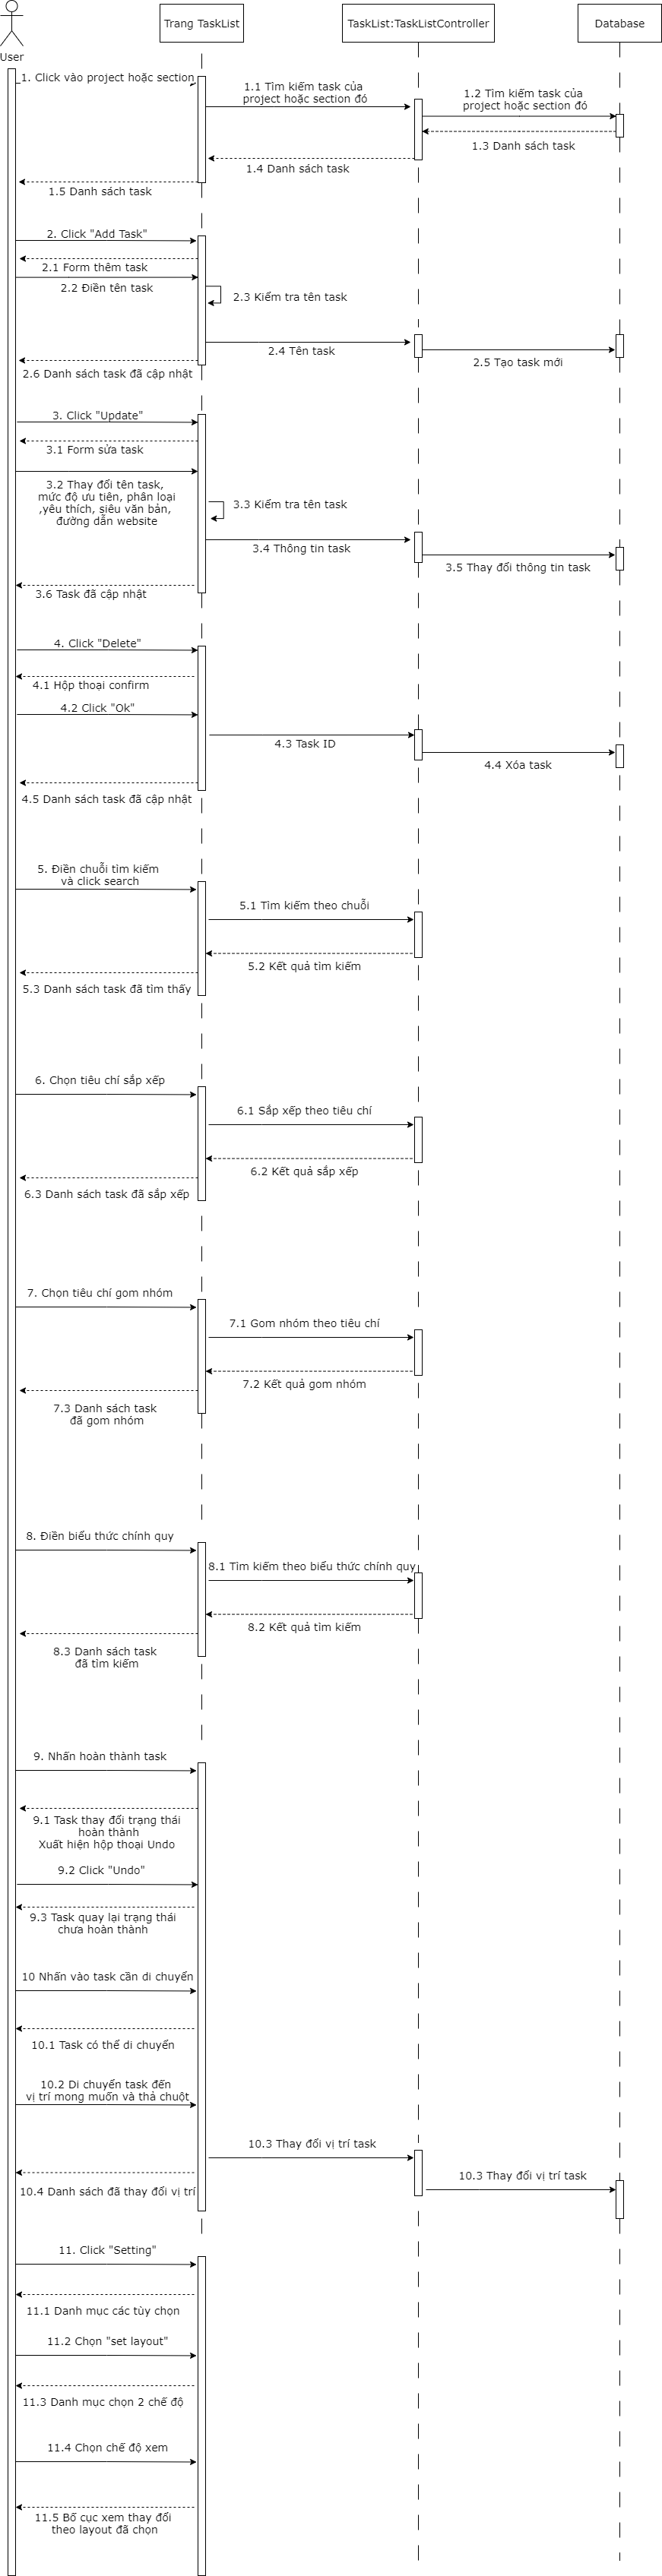 Trang TaskList
TaskList:TaskListController
Database
User
1. Click vào project hoặc section
1.1 Tìm kiếm task của
project hoặc section đó
1.2 Tìm kiếm task của
project hoặc section đó
1.3 Danh sách task
1.4 Danh sách task
1.5 Danh sách task
2. Click "Add Task"
2.1 Form thêm task
2.2 Điền tên task
2.3 Kiểm tra tên task
2.4 Tên task
2.5 Tạo task mới
2.6 Danh sách task đã cập nhật
3. Click "Update"
3.1 Form sửa task
3.2 Thay đổi tên task,
mức độ ưu tiên, phân loại
,yêu thích, siêu văn bản,
đường dẫn website
3.3 Kiểm tra tên task
3.4 Thông tin task
3.5 Thay đổi thông tin task
3.6 Task đã cập nhật
4. Click "Delete"
4.1 Hộp thoại confirm
4.2 Click "Ok"
4.3 Task ID
4.4 Xóa task
4.5 Danh sách task đã cập nhật
5. Điền chuỗi tìm kiếm
và click search
5.1 Tìm kiếm theo chuỗi
5.2 Kết quả tìm kiếm
5.3 Danh sách task đã tìm thấy
6. Chọn tiêu chí sắp xếp
6.1 Sắp xếp theo tiêu chí
6.2 Kết quả sắp xếp
6.3 Danh sách task đã sắp xếp
7. Chọn tiêu chí gom nhóm
7.1 Gom nhóm theo tiêu chí
7.2 Kết quả gom nhóm
7.3 Danh sách task
đã gom nhóm
8. Điền biểu thức chính quy
8.1 Tìm kiếm theo biểu thức chính quy
8.2 Kết quả tìm kiếm
8.3 Danh sách task
đã tìm kiếm
9. Nhấn hoàn thành task
9.1 Task thay đổi trạng thái
hoàn thành
Xuất hiện hộp thoại Undo
9.2 Click "Undo"
9.3 Task quay lại trạng thái
chưa hoàn thành
10 Nhấn vào task cần di chuyển
10.1 Task có thể di chuyển
10.2 Di chuyển task đến
vị trí mong muốn và thả chuột
10.3 Thay đổi vị trí task
10.3 Thay đổi vị trí task
10.4 Danh sách đã thay đổi vị trí
11. Click "Setting"
11.1 Danh mục các tùy chọn
11.2 Chọn "set layout"
11.3 Danh mục chọn 2 chế độ
11.4 Chọn chế độ xem
11.5 Bố cục xem thay đổi
theo layout đã chọn